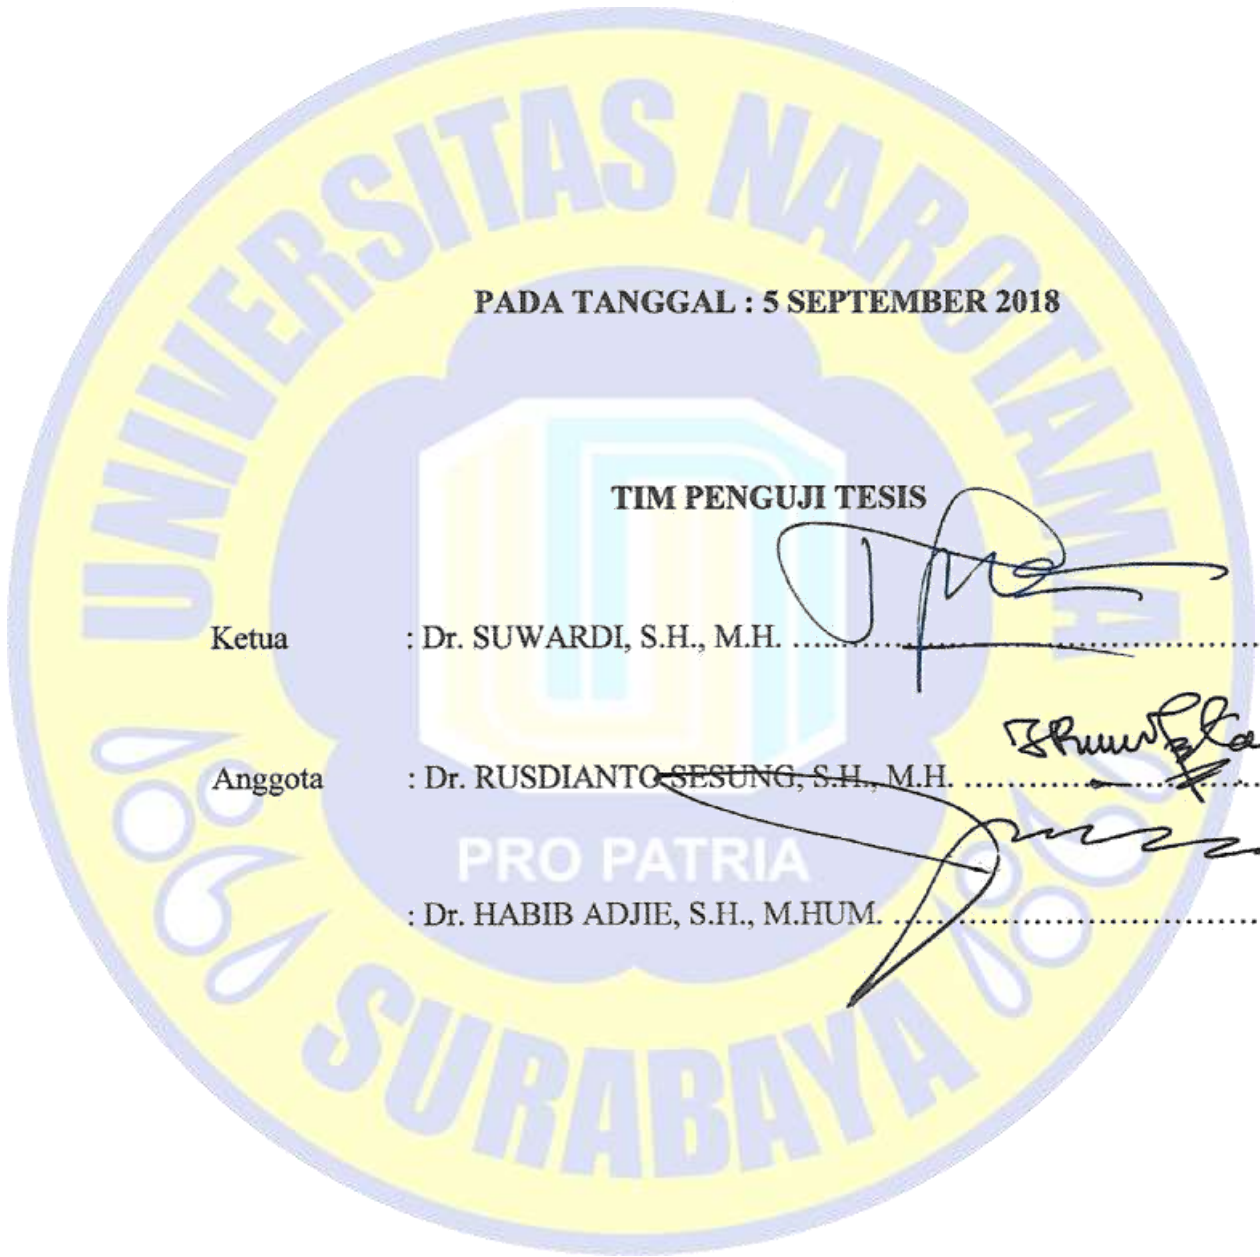 UNIVERSITAS NAROTAMA
PADA TANGGAL : 5 SEPTEMBER 2018
TIM PENGUJI TESIS
Ketua : Dr. SUWARDI, S.H., M.H. ..........................................................
Anggota : Dr. RUSDIANTO SESUNG, S.H., M.H. ....................................
PRO PATRIA
: Dr. HABIB ADJIE, S.H., M.HUM. ............................................
SURABAYA